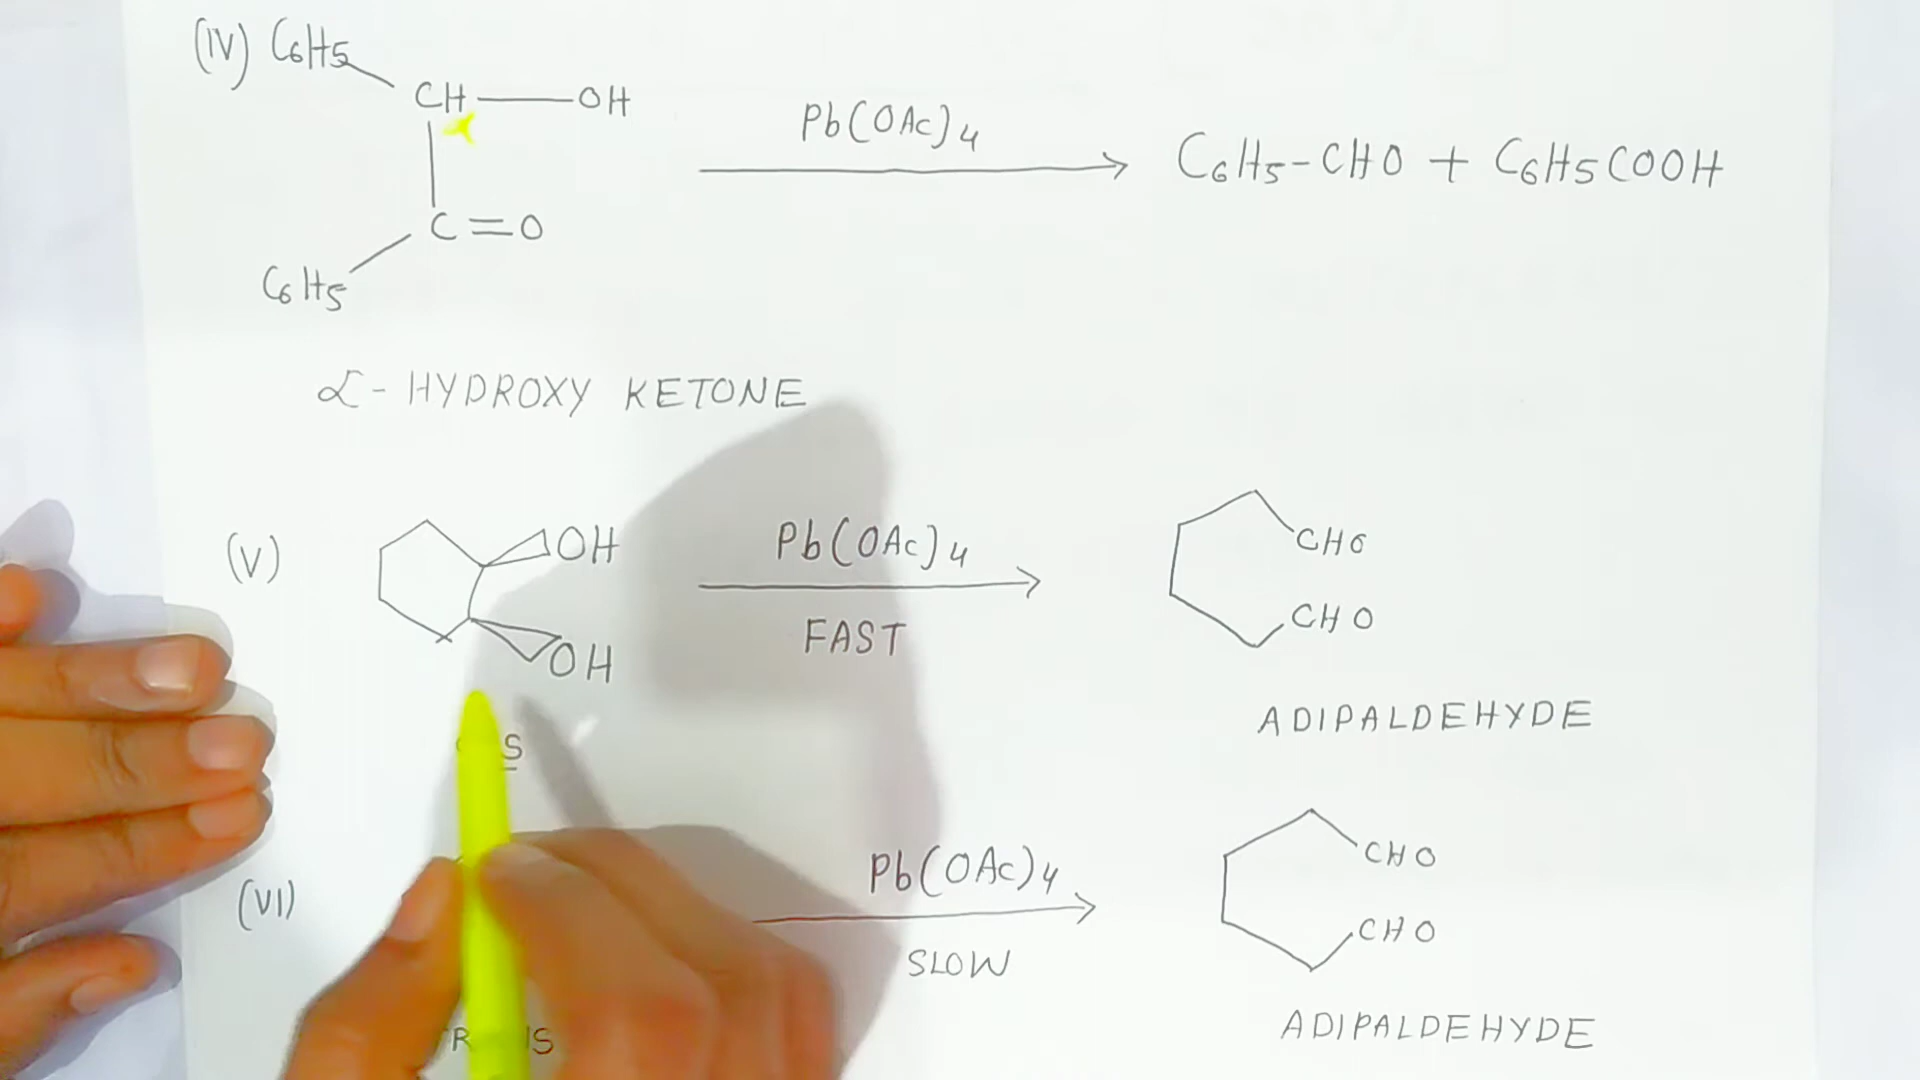 (IV) C6H5
CH — OH
C = O
C6H5
Pb(OAc)4
C6H5-CHO + C6H5COOH
α - HYDROXY KETONE
(V)
OH
OH
Pb(OAc)4
FAST
CHO
CHO
ADIPALDEHYDE
(VI)
Pb(OAc)4
SLOW
CHO
CHO
ADIPALDEHYDE